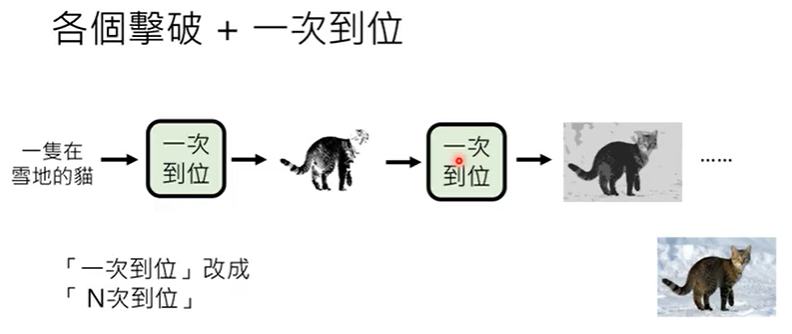 各個擊破 + 一次到位
一隻在
雪地的貓
一次
到位
一次
到位
……
「一次到位」改成
「 N次到位」